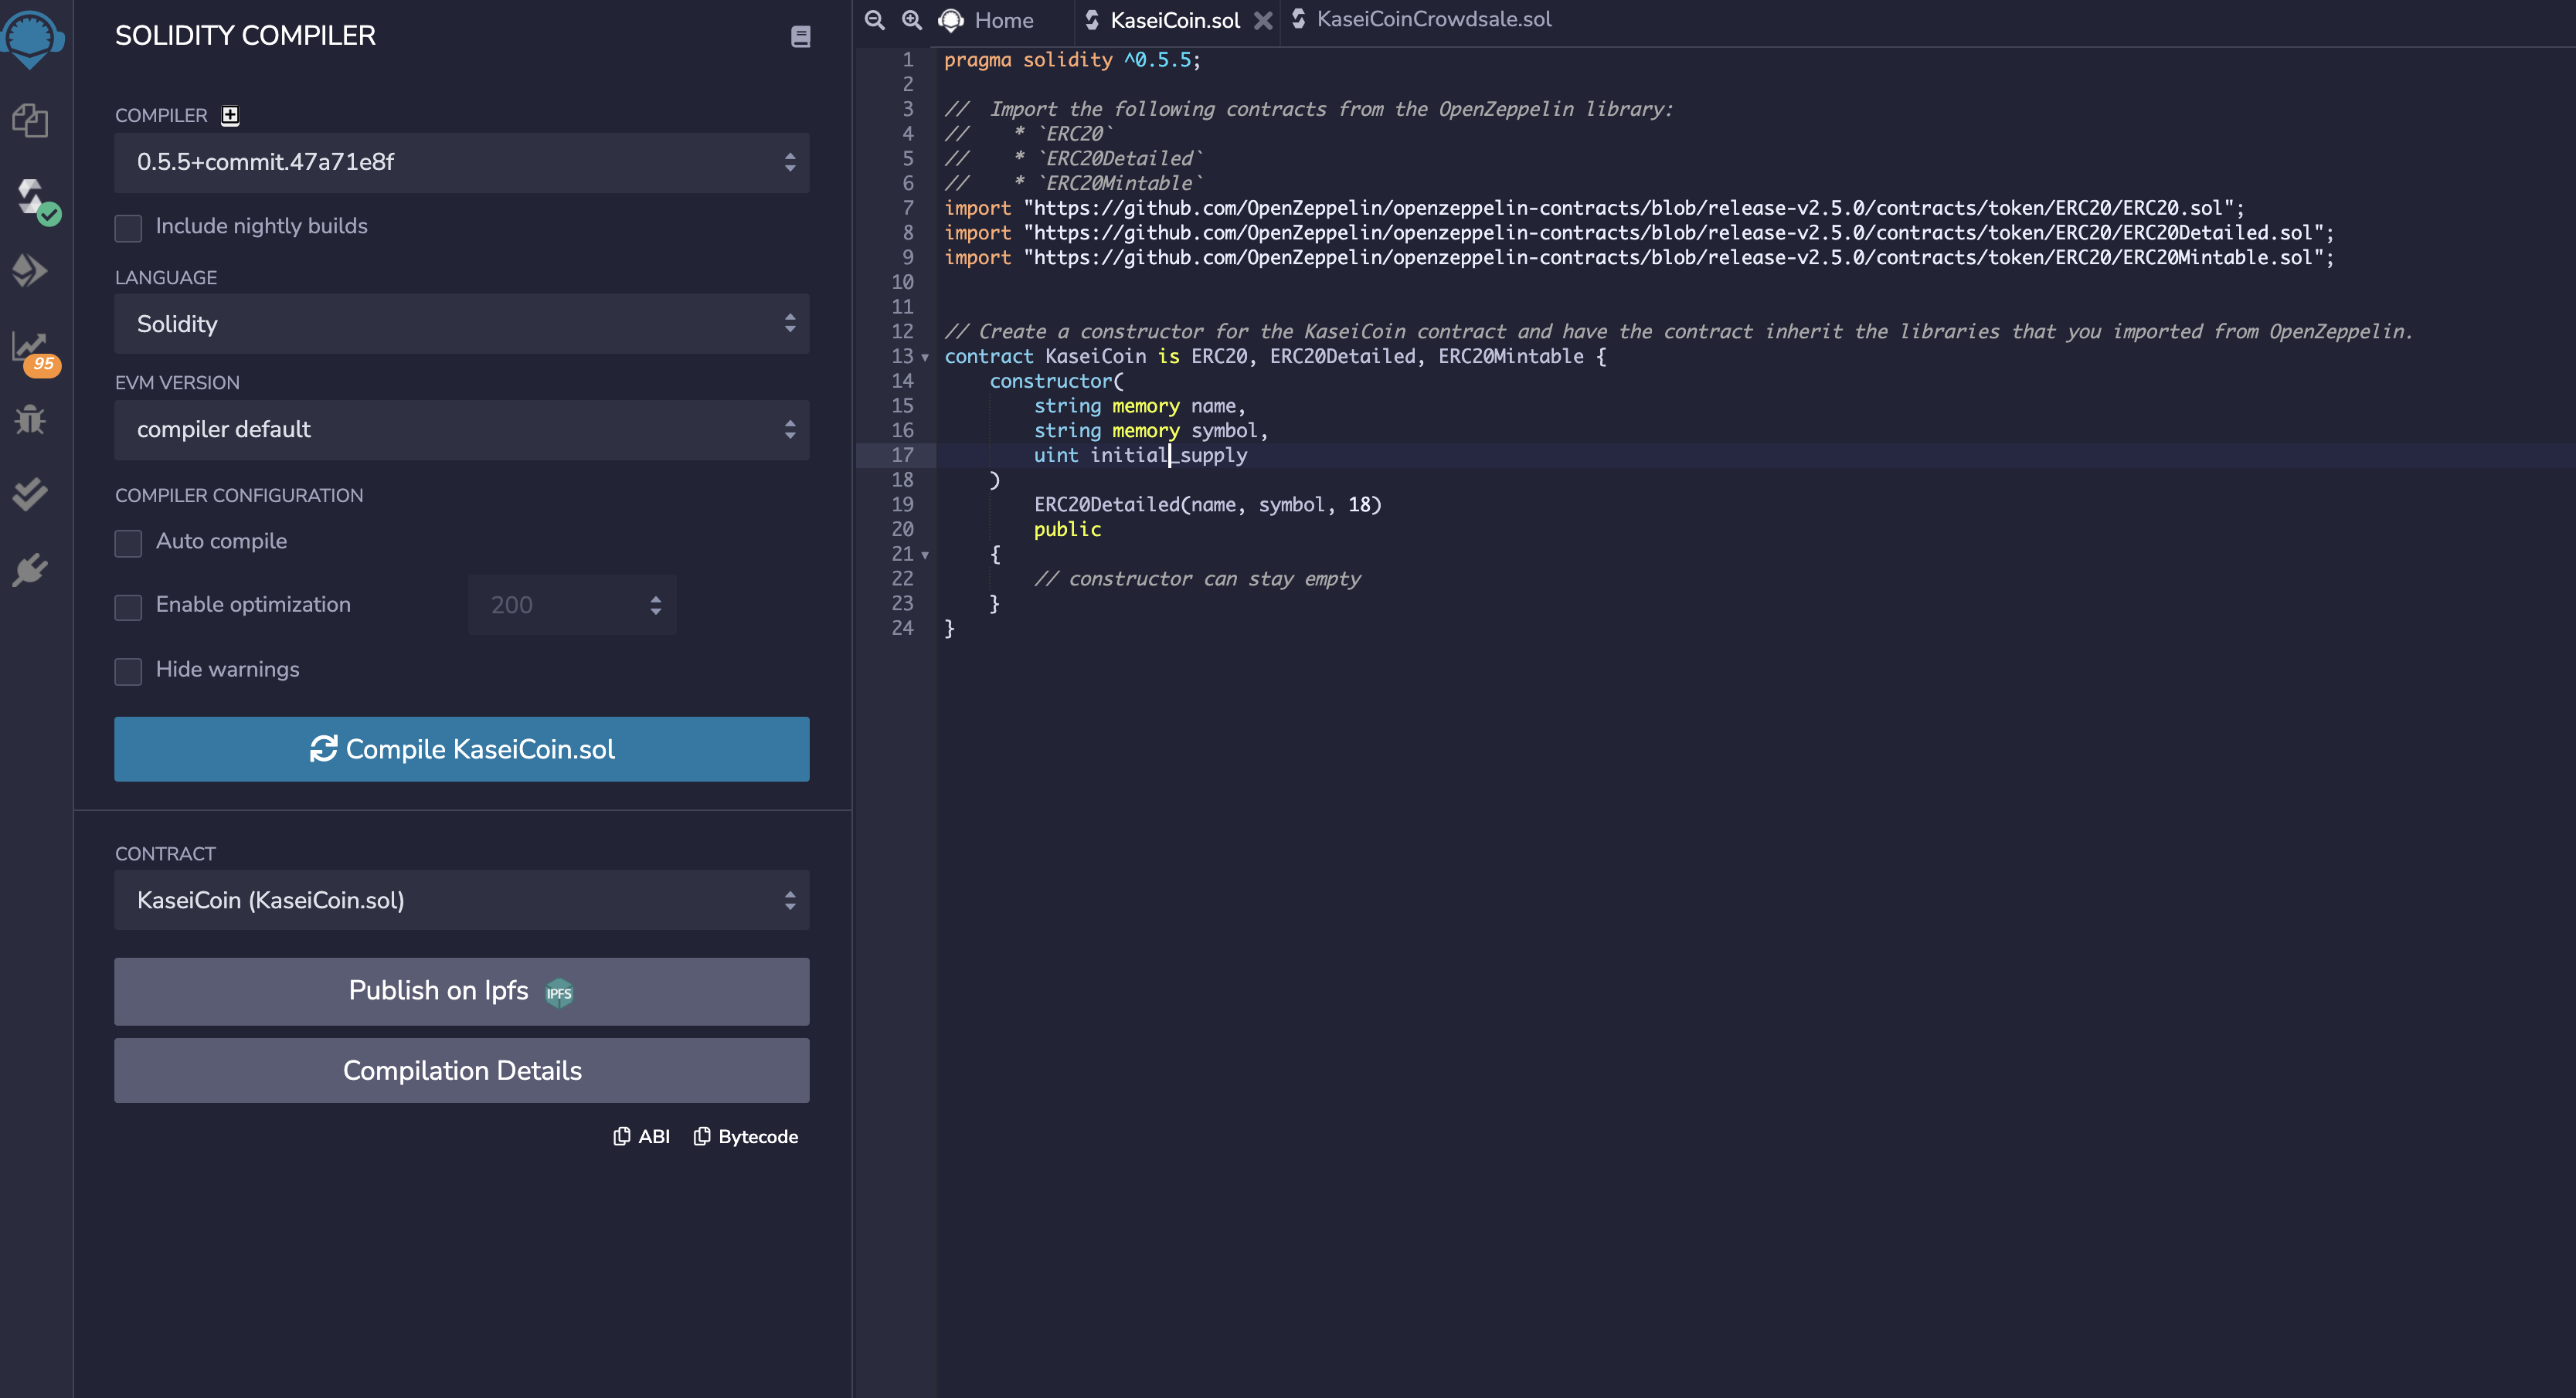 SOLIDITY COMPILER
COMPILER
0.5.5+commit.47a71e8f
Include nightly builds
LANGUAGE
Solidity
EVM VERSION
compiler default
COMPILER CONFIGURATION
Auto compile
Enable optimization
200
Hide warnings
Compile KaseiCoin.sol
CONTRACT
KaseiCoin (KaseiCoin.sol)
Publish on Ipfs IPFS
Compilation Details
ABI Bytecode
95
Home KaseiCoin.sol KaseiCoinCrowdsale.sol
1 pragma solidity ^0.5.5;
2
3 //  Import the following contracts from the OpenZeppelin library:
4 //    * `ERC20`
5 //    * `ERC20Detailed`
6 //    * `ERC20Mintable`
7 import "https://github.com/OpenZeppelin/openzeppelin-contracts/blob/release-v2.5.0/contracts/token/ERC20/ERC20.sol";
8 import "https://github.com/OpenZeppelin/openzeppelin-contracts/blob/release-v2.5.0/contracts/token/ERC20/ERC20Detailed.sol";
9 import "https://github.com/OpenZeppelin/openzeppelin-contracts/blob/release-v2.5.0/contracts/token/ERC20/ERC20Mintable.sol";
10
11
12 // Create a constructor for the KaseiCoin contract and have the contract inherit the libraries that you imported from OpenZeppelin.
13 contract KaseiCoin is ERC20, ERC20Detailed, ERC20Mintable {
14     constructor(
15         string memory name,
16         string memory symbol,
17         uint initial_supply
18     )
19         ERC20Detailed(name, symbol, 18)
20         public
21     {
22         // constructor can stay empty
23     }
24 }